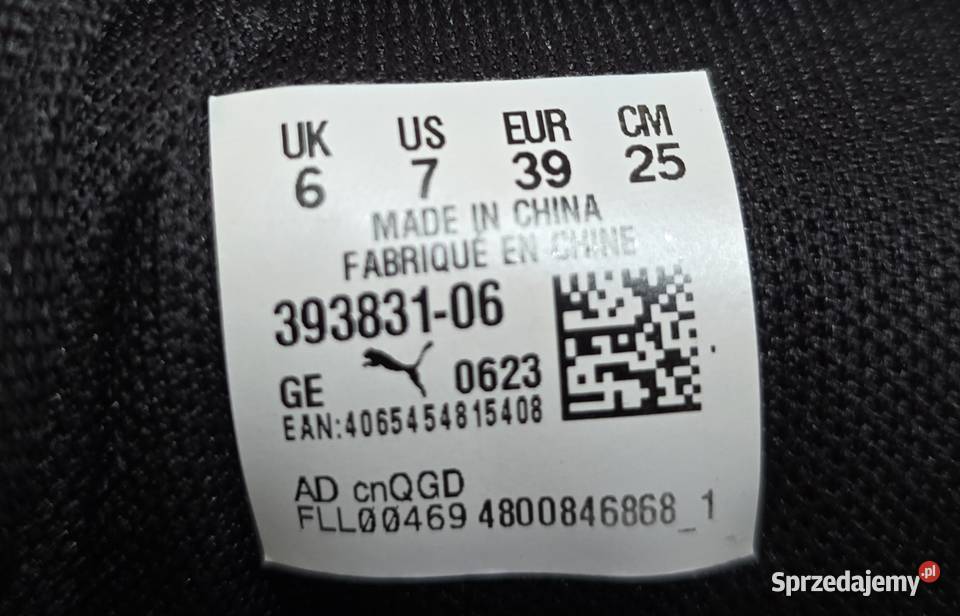 UK US EUR CM
6 7 39 25
MADE IN CHINA
FABRIQUÉ EN CHINE
393831-06
GE 0623
EAN:4065454815408
AD cnQGD
FLL00469 4800846868_1
Sprzedajemy.pl